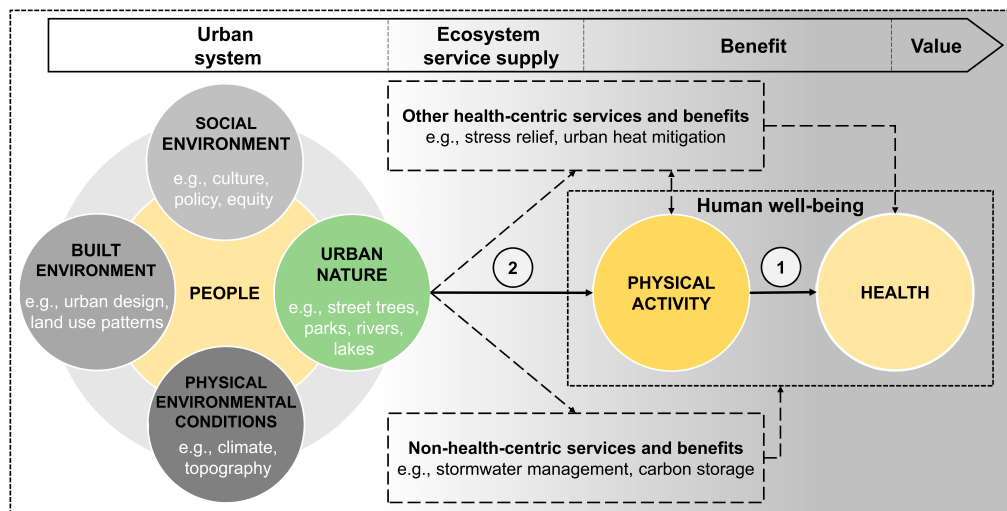 Urban
system
Ecosystem
service supply
Benefit
Value
SOCIAL
ENVIRONMENT
e.g., culture,
policy, equity
BUILT
ENVIRONMENT
e.g., urban design,
land use patterns
PEOPLE
URBAN
NATURE
e.g., street trees,
parks, rivers,
lakes
PHYSICAL
ENVIRONMENTAL
CONDITIONS
e.g., climate,
topography
Other health-centric services and benefits
e.g., stress relief, urban heat mitigation
2
Human well-being
PHYSICAL
ACTIVITY
1
HEALTH
Non-health-centric services and benefits
e.g., stormwater management, carbon storage